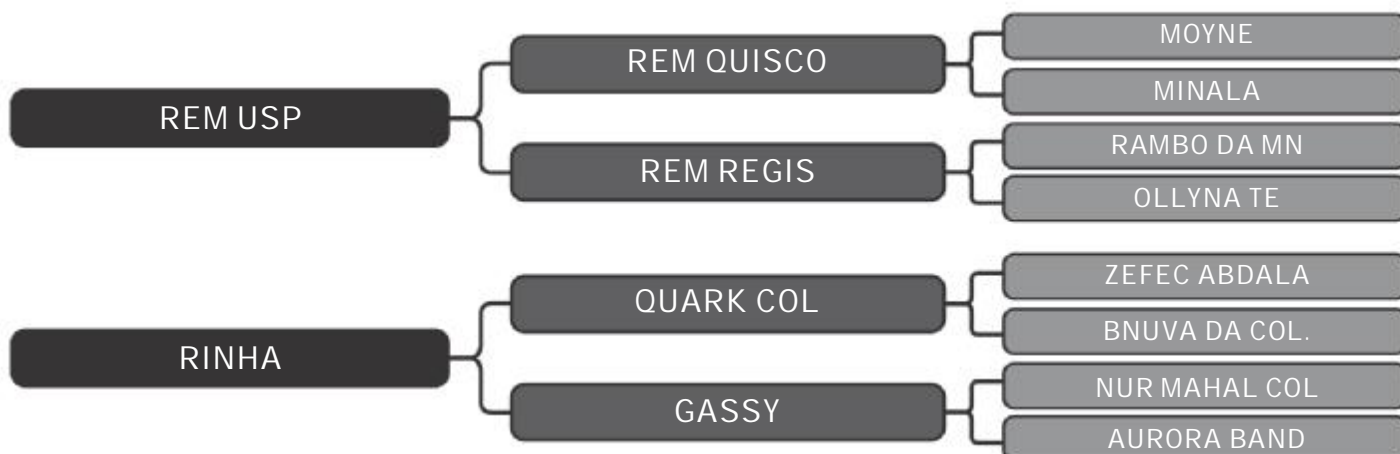 REM USP
REM QUISCO
MOYNE
MINALA
REM REGIS
RAMBO DA MN
OLLYNA TE
RINHA
QUARK COL
ZEFEC ABDALA
BNUVA DA COL.
GASSY
NUR MAHAL COL
AURORA BAND